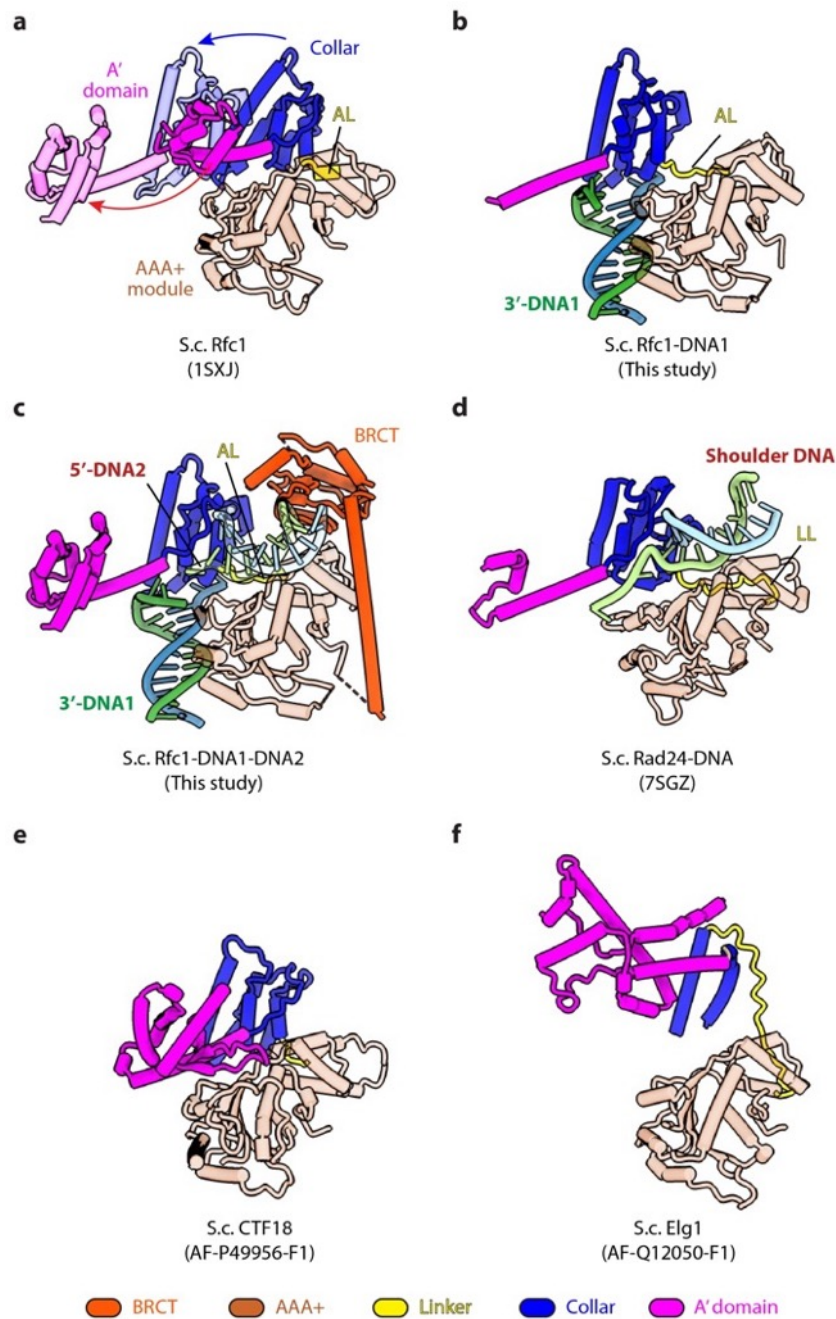 a
b
Collar
A'
domain
AL
AAA+
module
S.c. Rfc1
(1SXJ)
AL
3'-DNA1
S.c. Rfc1-DNA1
(This study)
c
d
BRCT
AL
5'-DNA2
3'-DNA1
S.c. Rfc1-DNA1-DNA2
(This study)
Shoulder DNA
LL
S.c. Rad24-DNA
(7SGZ)
e
f
S.c. CTF18
(AF-P49956-F1)
S.c. Elg1
(AF-Q12050-F1)
BRCT AAA+ Linker Collar A' domain